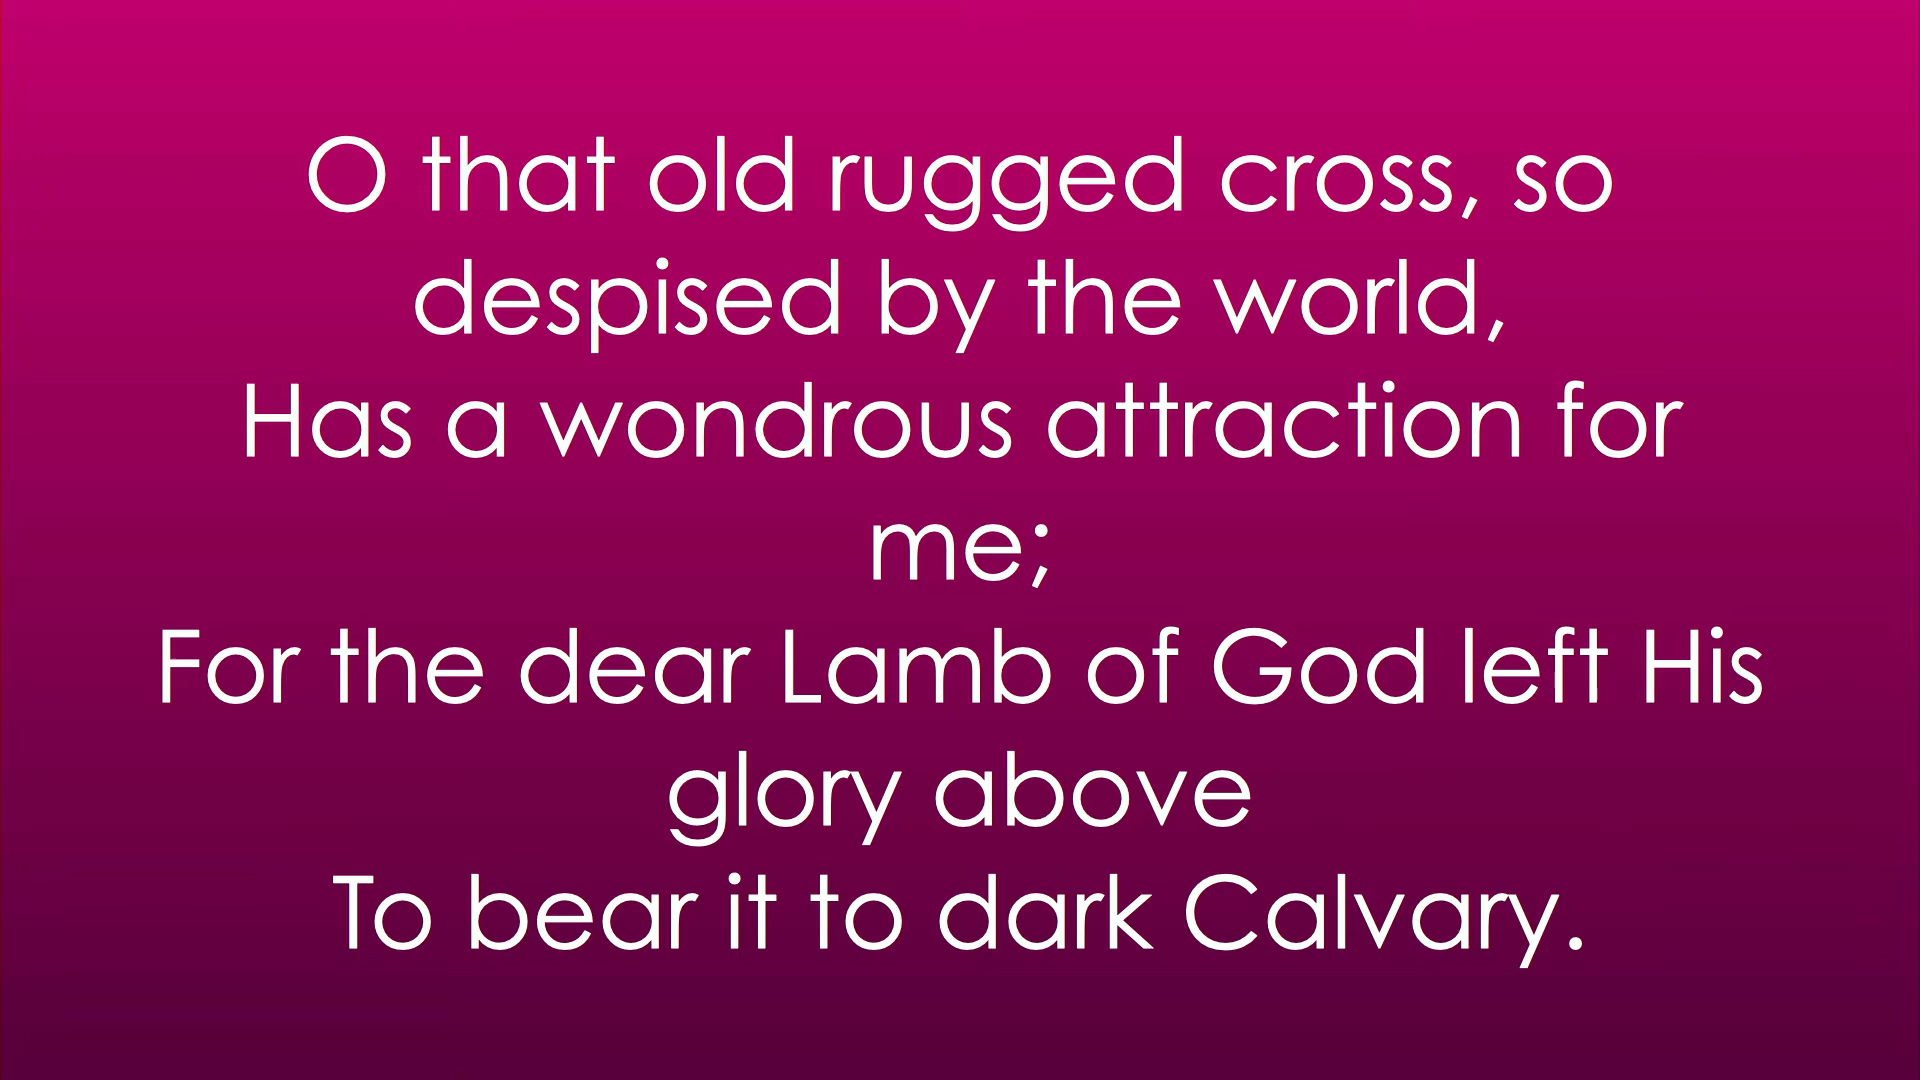 O that old rugged cross, so
despised by the world,
Has a wondrous attraction for
me;
For the dear Lamb of God left His
glory above
To bear it to dark Calvary.